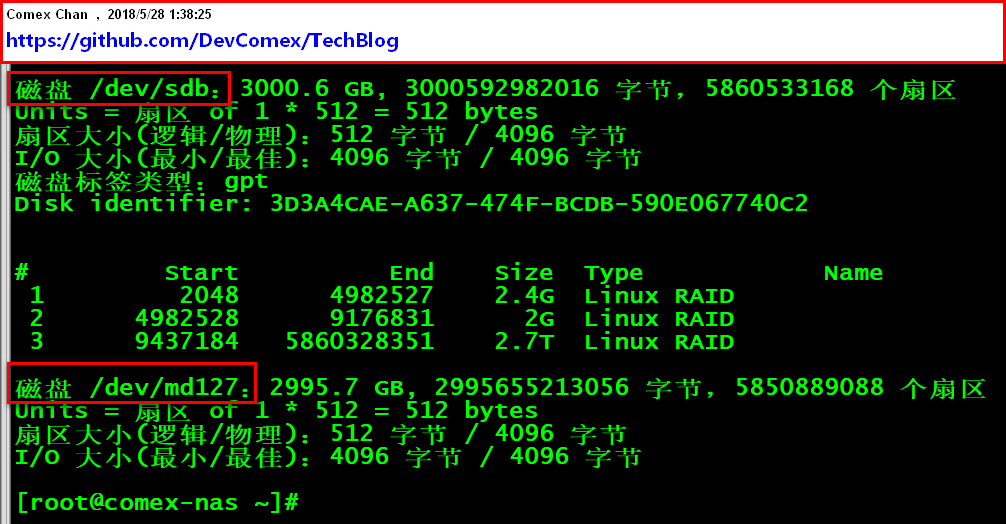 Comex Chan , 2018/5/28 1:38:25
https://github.com/DevComex/TechBlog
磁盘 /dev/sdb：3000.6 GB, 3000592982016 字节，5860533168 个扇区
Units = 扇区 of 1 * 512 = 512 bytes
扇区大小(逻辑/物理)：512 字节 / 4096 字节
I/O 大小(最小/最佳)：4096 字节 / 4096 字节
磁盘标签类型：gpt
Disk identifier: 3D3A4CAE-A637-474F-BCDB-590E067740C2
# Start End Size Type Name
1 2048 4982527 2.4G Linux RAID
2 4982528 9176831 2G Linux RAID
3 9437184 5860328351 2.7T Linux RAID
磁盘 /dev/md127：2995.7 GB, 2995655213056 字节，5850889088 个扇区
Units = 扇区 of 1 * 512 = 512 bytes
扇区大小(逻辑/物理)：512 字节 / 4096 字节
I/O 大小(最小/最佳)：4096 字节 / 4096 字节
[root@comex-nas ~]#